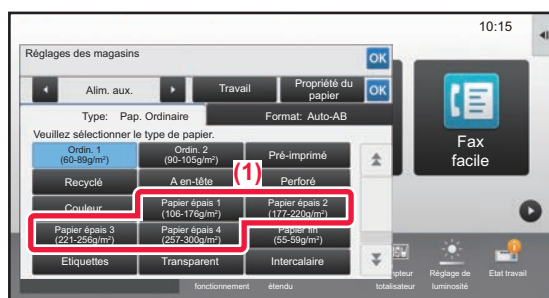 10:15
Réglages des magasins
OK
Alim. aux.
Travail
Propriété du
papier
OK
Type: Pap. Ordinaire
Format: Auto-AB
Veuillez sélectionner le type de papier.
Ordin. 1
(60-89g/m²)
Ordin. 2
(90-105g/m²)
Pré-imprimé
Recyclé
A en-tête
(1)
Perforé
Couleur
Papier épais 1
(106-176g/m²)
Papier épais 2
(177-220g/m²)
Papier épais 3
(221-256g/m²)
Papier épais 4
(257-300g/m²)
Papier fin
(55-59g/m²)
Etiquettes
Transparent
Intercalaire
Fax
facile
fonctionnement
étendu
totalisateur
Réglage de
luminosité
Etat travail